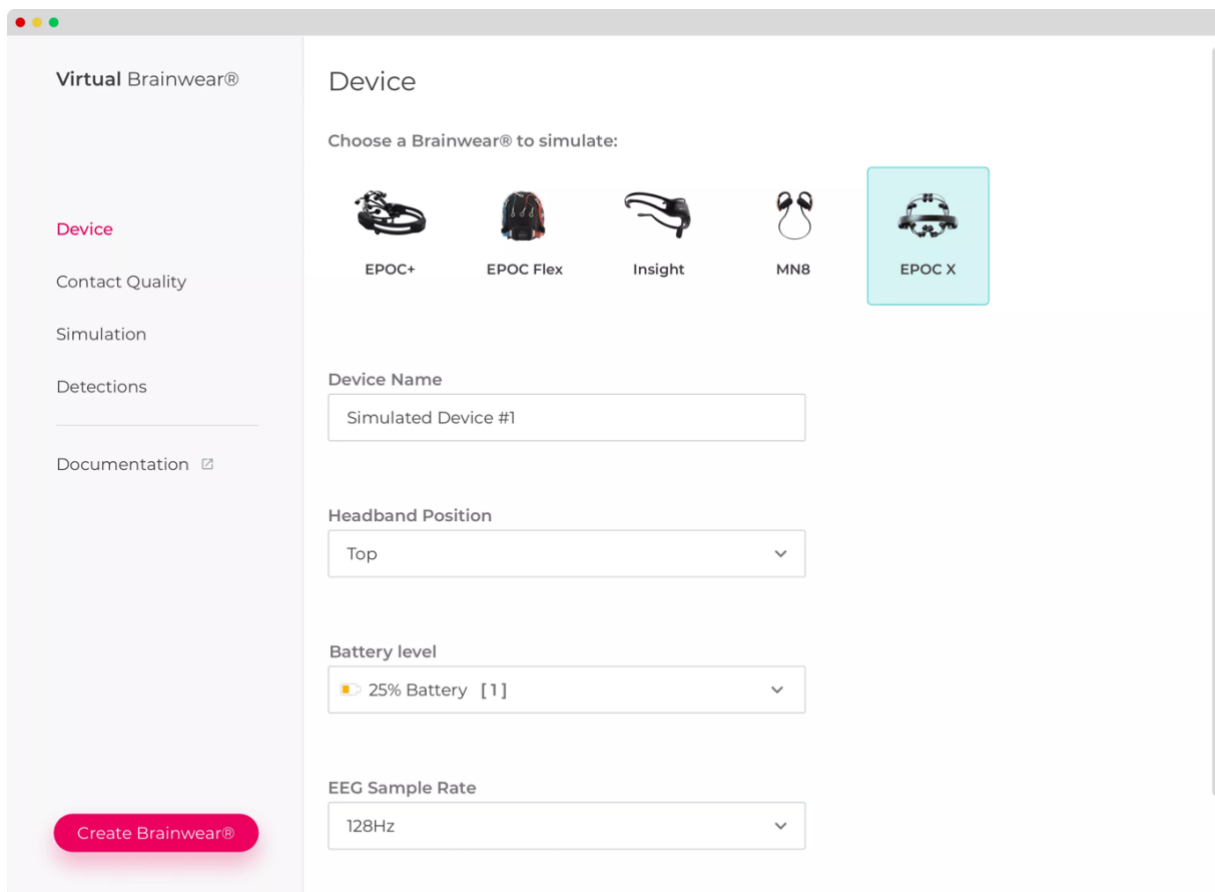 Virtual Brainwear®
Device
Contact Quality
Simulation
Detections
Documentation
Create Brainwear®
Device
Choose a Brainwear® to simulate:
EPOC+ EPOC Flex Insight MN8 EPOC X
Device Name
Simulated Device #1
Headband Position
Top
Battery level
25% Battery [1]
EEG Sample Rate
128Hz